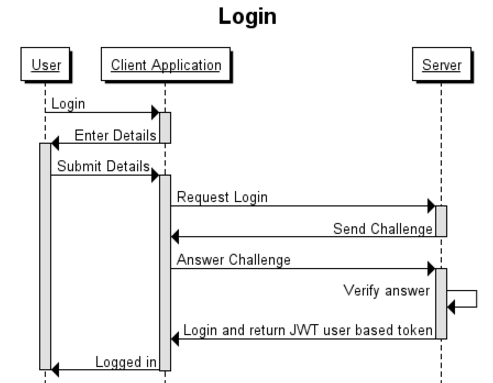 Login
User
Client Application
Server
Login
Enter Details
Submit Details
Request Login
Send Challenge
Answer Challenge
Verify answer
Login and return JWT user based token
Logged in